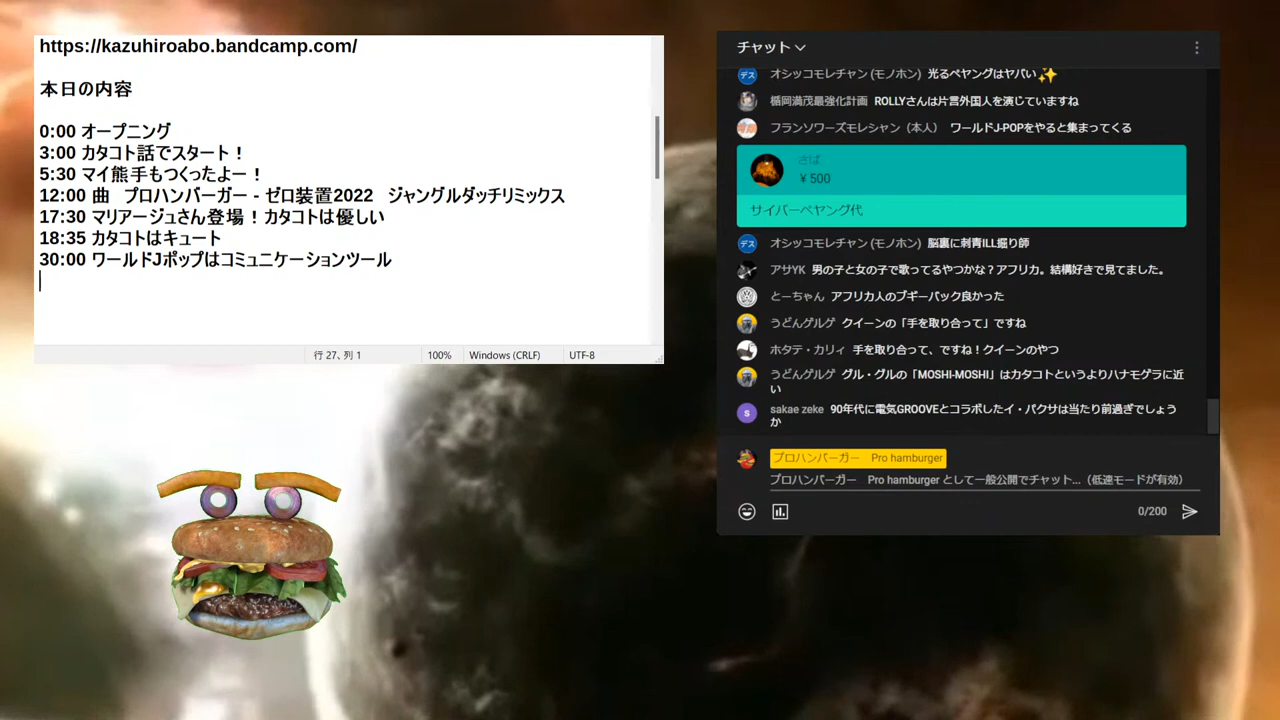 https://kazuhiroabo.bandcamp.com/
本日の内容
0:00 オープニング
3:00 カタコト話でスタート！
5:30 マイ熊手もつくったよー！
12:00 曲　プロハンバーガー - ゼロ装置2022　ジャングルダッチリミックス
17:30 マリアージュさん登場！カタコトは優しい
18:35 カタコトはキュート
30:00 ワールドJポップはコミュニケーションツール
行 27、列 1
100%
Windows (CRLF)
UTF-8
チャット
デス オシッコモレチャン (モノホン) 光るペヤングはヤバい✨
楯岡満茂最強化計画 ROLLYさんは片言外国人を演じていますね
フランソワーズモレシャン（本人） ワールドJ-POPをやると集まってくる
さば
¥ 500
サイバーペヤング代
デス オシッコモレチャン (モノホン) 脳裏に刺青ILL掘り師
アサYK 男の子と女の子で歌ってるやつかな？アフリカ。結構好きで見てました。
とーちゃん アフリカ人のブギーバック良かった
うどんゲルゲ クイーンの「手を取り合って」ですね
ホタテ・カリィ 手を取り合って、ですね！クイーンのやつ
うどんゲルゲ グル・グルの「MOSHI-MOSHI」はカタコトというよりハナモゲラに近
い
S sakae zeke 90年代に電気GROOVEとコラボしたイ・パクサは当たり前過ぎでしょう
か
プロハンバーガー　Pro hamburger
プロハンバーガー　Pro hamburger として一般公開でチャット...（低速モードが有効）
0/200